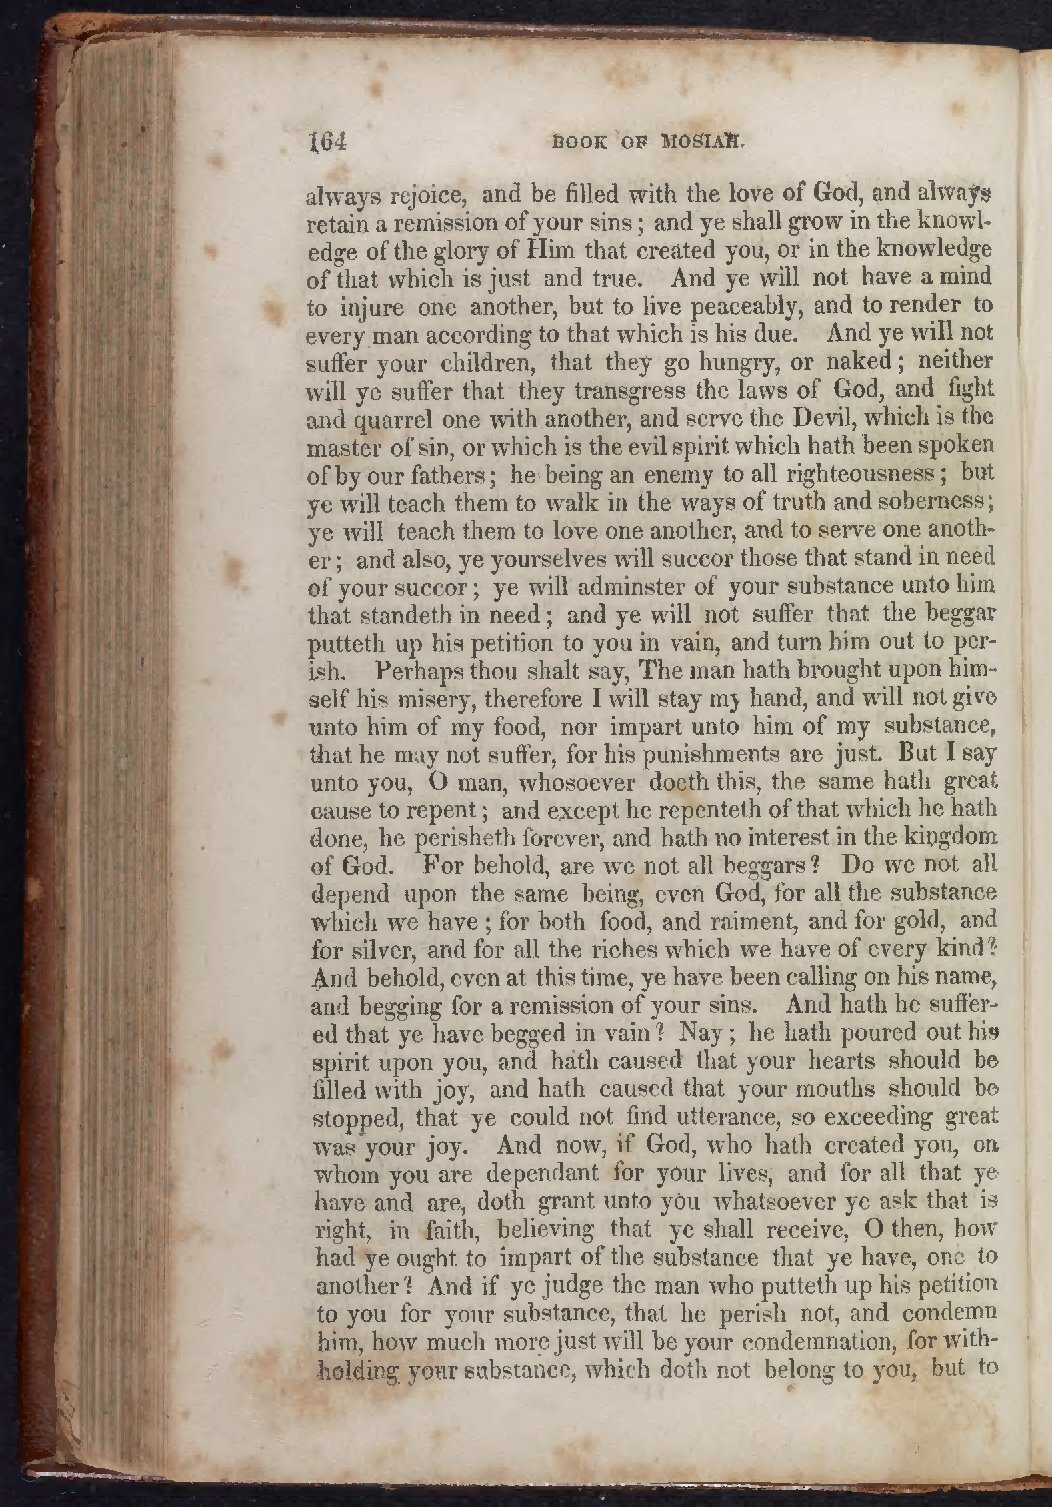 164 BOOK OF MOSIAH.
always rejoice, and be filled with the love of God, and always
retain a remission of your sins; and ye shall grow in the knowl-
edge of the glory of Him that created you, or in the knowledge
of that which is just and true. And ye will not have a mind
to injure one another, but to live peaceably, and to render to
every man according to that which is his due. And ye will not
suffer your children, that they go hungry, or naked; neither
will ye suffer that they transgress the laws of God, and fight
and quarrel one with another, and serve the Devil, which is the
master of sin, or which is the evil spirit which hath been spoken
of by our fathers; he being an enemy to all righteousness; but
ye will teach them to walk in the ways of truth and soberness;
ye will teach them to love one another, and to serve one anoth-
er; and also, ye yourselves will succor those that stand in need
of your succor; ye will adminster of your substance unto him
that standeth in need; and ye will not suffer that the beggar
putteth up his petition to you in vain, and turn him out to per-
ish. Perhaps thou shalt say, The man hath brought upon him-
self his misery, therefore I will stay my hand, and will not give
unto him of my food, nor impart unto him of my substance,
that he may not suffer, for his punishments are just. But I say
unto you, O man, whosoever doeth this, the same hath great
cause to repent; and except he repenteth of that which he hath
done, he perisheth forever, and hath no interest in the kingdom
of God. For behold, are we not all beggars? Do we not all
depend upon the same being, even God, for all the substance
which we have; for both food, and raiment, and for gold, and
for silver, and for all the riches which we have of every kind?
And behold, even at this time, ye have been calling on his name,
and begging for a remission of your sins. And hath he suffer-
ed that ye have begged in vain? Nay; he hath poured out his
spirit upon you, and hath caused that your hearts should be
filled with joy, and hath caused that your mouths should be
stopped, that ye could not find utterance, so exceeding great
was your joy. And now, if God, who hath created you, on
whom you are dependant for your lives, and for all that ye
have and are, doth grant unto you whatsoever ye ask that is
right, in faith, believing that ye shall receive, O then, how
had ye ought to impart of the substance that ye have, one to
another? And if ye judge the man who putteth up his petition
to you for your substance, that he perish not, and condemn
him, how much more just will be your condemnation, for with-
holding your substance, which doth not belong to you, but to